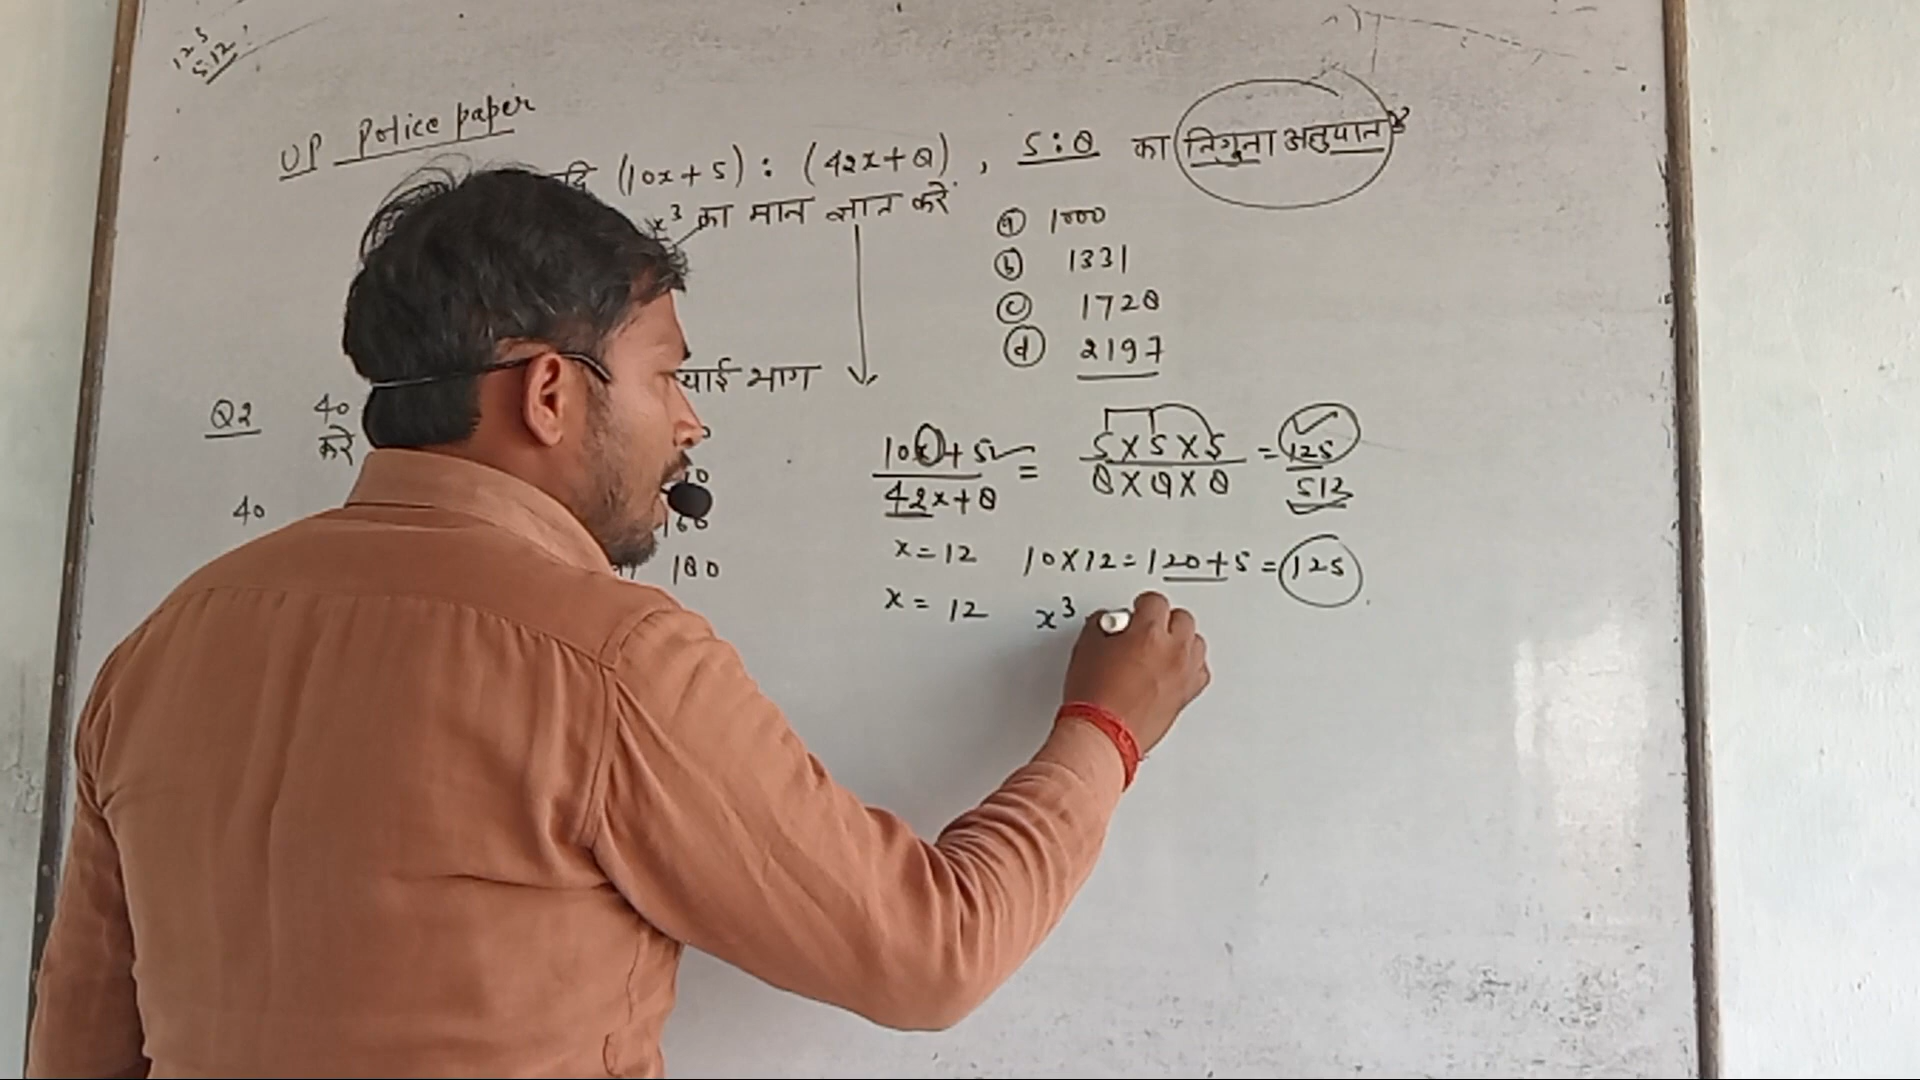 125
512
UP Police paper
(10x+5) : (42x+8) , 5:8 का तिगुना अनुपात है
x³ का मान ज्ञात करें
ⓐ 1000
ⓑ 1331
ⓒ 1728
ⓓ 2197
Q2 40 भाग
करें
40 160
180
10x+5 / 42x+8 = 5×5×5 / 8×8×8 = 125 / 512
x=12 10×12=120+5=125
x= 12 x³